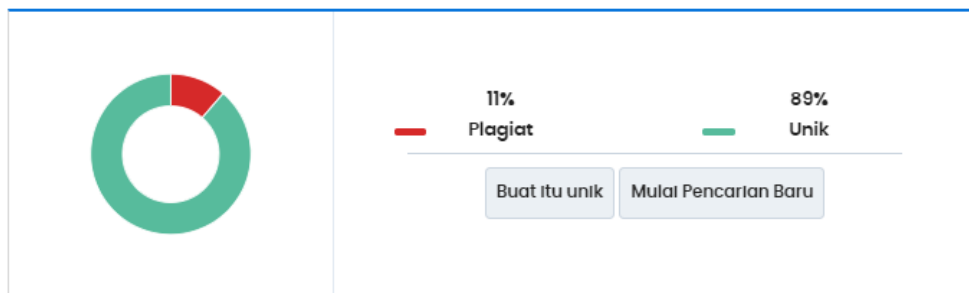 11%
Plagiat
89%
Unik
Buat Itu unik
Mulai Pencarian Baru